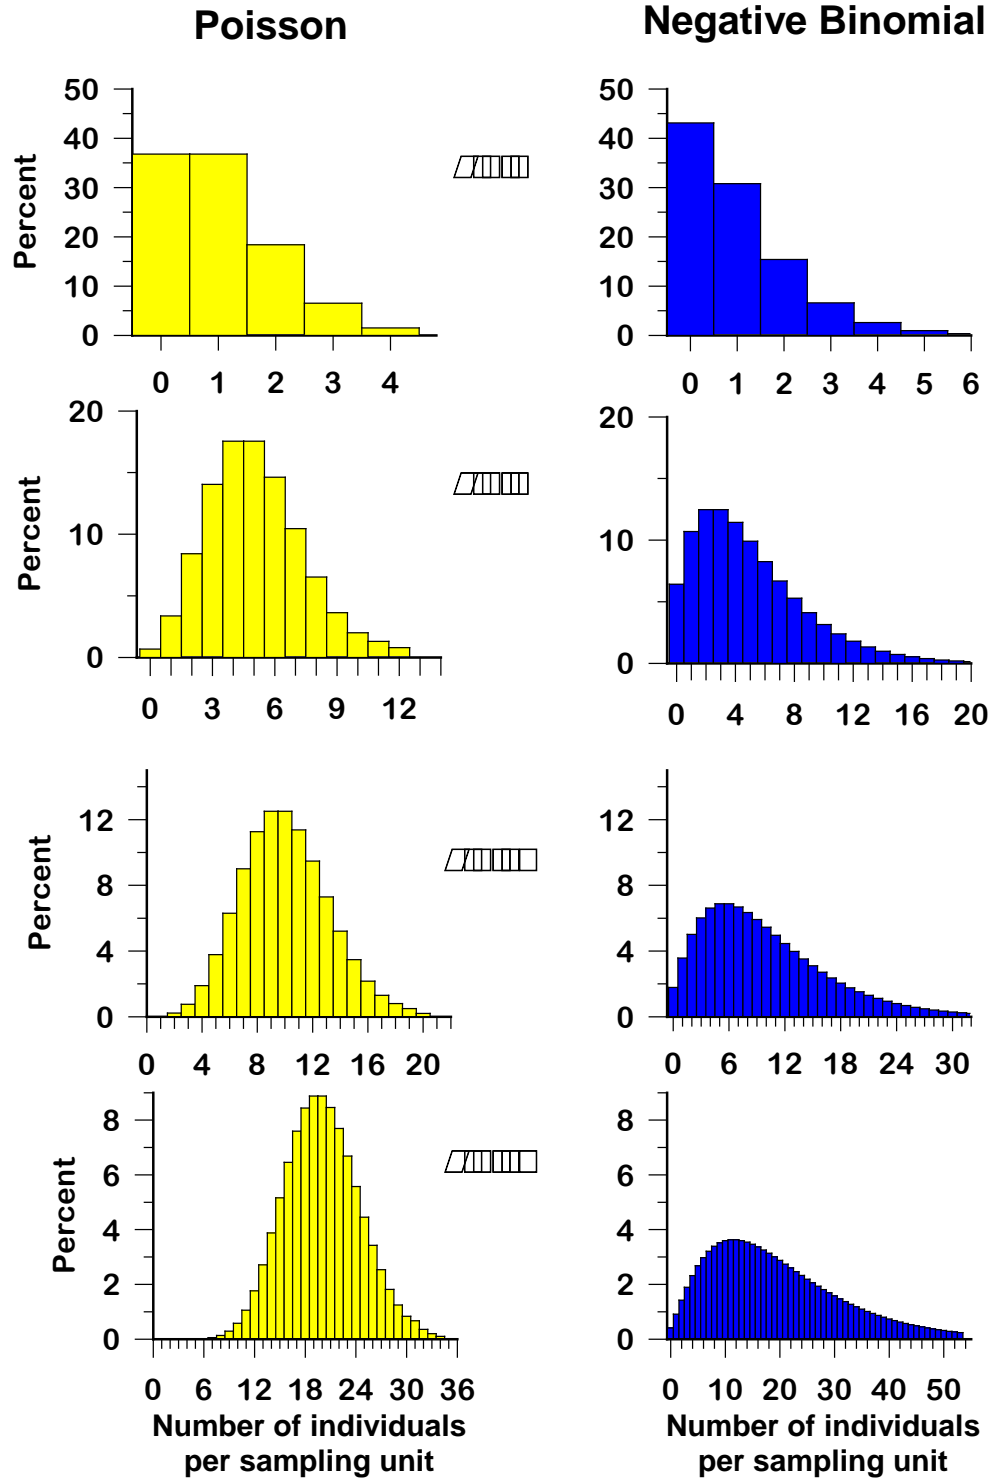 Poisson
Negative Binomial
50
40
30
20
10
0
Percent
0 1 2 3 4
50
40
30
20
10
0
0 1 2 3 4 5 6
20
10
0
Percent
0 3 6 9 12
20
10
0
0 4 8 12 16 20
12
8
4
0
Percent
0 4 8 12 16 20
12
8
4
0
0 6 12 18 24 30
8
6
4
2
0
Percent
0 6 12 18 24 30 36
Number of individuals
per sampling unit
8
6
4
2
0
0 10 20 30 40 50
Number of individuals
per sampling unit